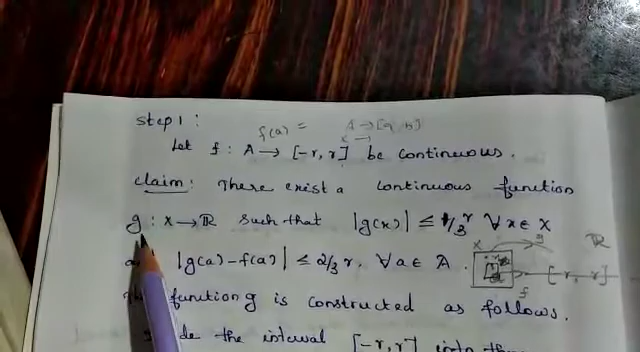 step 1:
f(a) = A → [a, b]
Let f : A → [-r, r] be continuous.
claim: There exist a continuous function
g : x → ℝ such that |g(x)| ≤ 1/3 r ∀ x ∈ X
|g(a) - f(a)| ≤ 2/3 r, ∀ a ∈ A.
X g ℝ
f [-r, r]
function g is constructed as follows.
the interval [-r, r] into